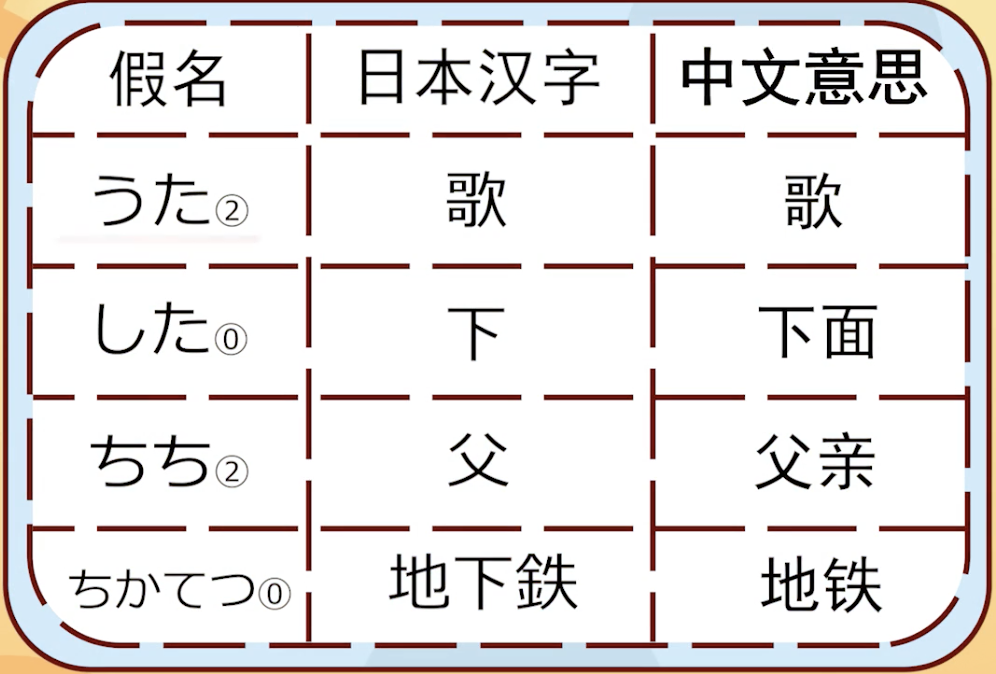 假名 日本汉字 中文意思
うた② 歌 歌
した⓪ 下 下面
ちち② 父 父亲
ちかてつ⓪ 地下鉄 地铁